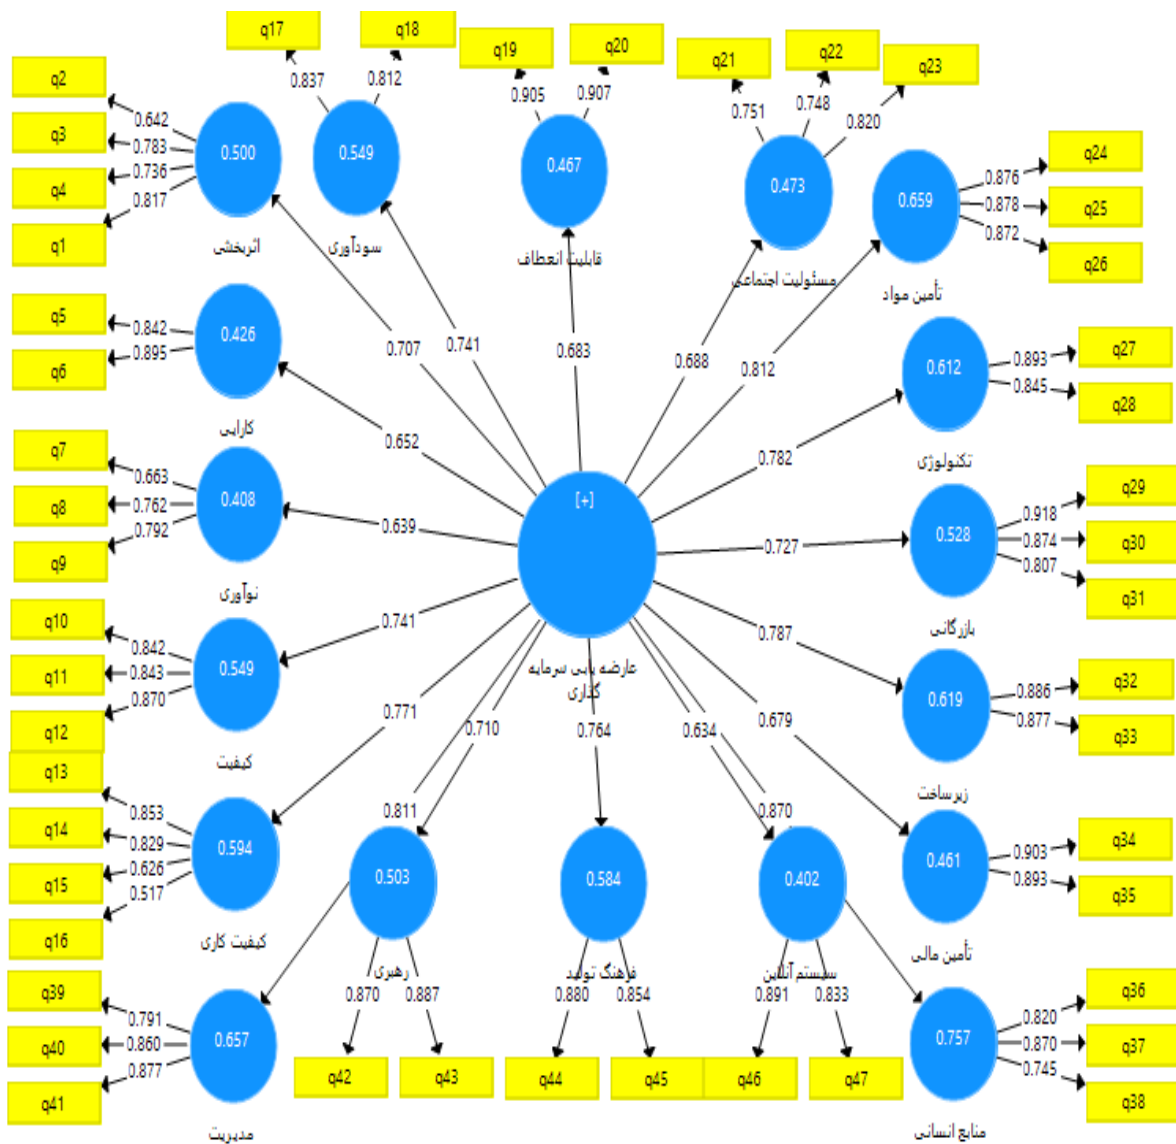 q17
q18
q19
q20
q21
q22
q23
0.837
0.812
0.905
0.907
0.751
0.748
0.820
q2
q3
q4
q1
0.642
0.783
0.736
0.817
0.500
اثربخشی
0.549
سودآوری
0.467
قابلیت انعطاف
0.473
مسئولیت اجتماعی
0.659
تأمین مواد
0.876
0.878
0.872
q24
q25
q26
q5
q6
0.842
0.895
0.426
کارایی
0.707
0.741
0.683
0.688
0.812
0.612
تکنولوژی
0.893
0.845
q27
q28
0.652
0.782
q7
q8
q9
0.663
0.762
0.792
0.408
نوآوری
0.639
[+]
عارضه یابی سرمایه
گذاری
0.727
0.528
بازرگانی
0.918
0.874
0.807
q29
q30
q31
q10
q11
q12
0.842
0.843
0.870
0.549
کیفیت
0.741
0.787
0.619
زیرساخت
0.886
0.877
q32
q33
q13
q14
q15
q16
0.853
0.829
0.626
0.517
0.594
کیفیت کاری
0.771
0.710
0.764
0.634
0.679
0.811
0.870
0.461
تأمین مالی
0.903
0.893
q34
q35
0.503
رهبری
0.584
فرهنگ تولید
0.402
سیستم آنلاین
q39
q40
q41
0.791
0.860
0.877
0.657
مدیریت
0.870
0.887
0.880
0.854
0.891
0.833
q42
q43
q44
q45
q46
q47
0.757
منابع انسانی
0.820
0.870
0.745
q36
q37
q38